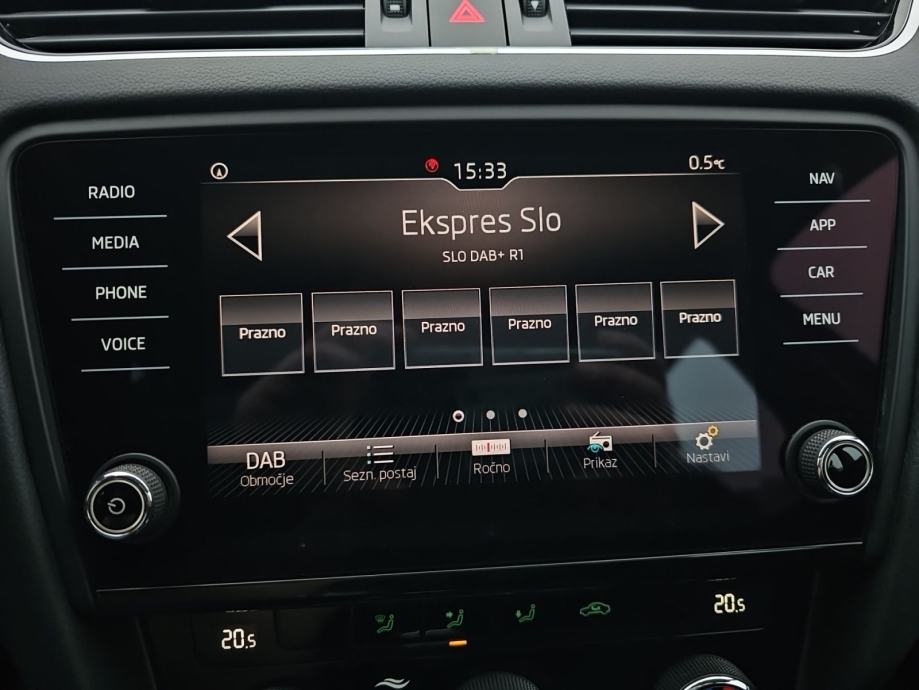 15:33
0.5°C
RADIO
MEDIA
PHONE
VOICE
NAV
APP
CAR
MENU
Ekspres Slo
SLO DAB+ R1
Prazno Prazno Prazno Prazno Prazno Prazno
DAB
Območje
Sezn. postaj
Ročno
Prikaz
Nastavi
20.5
20.5